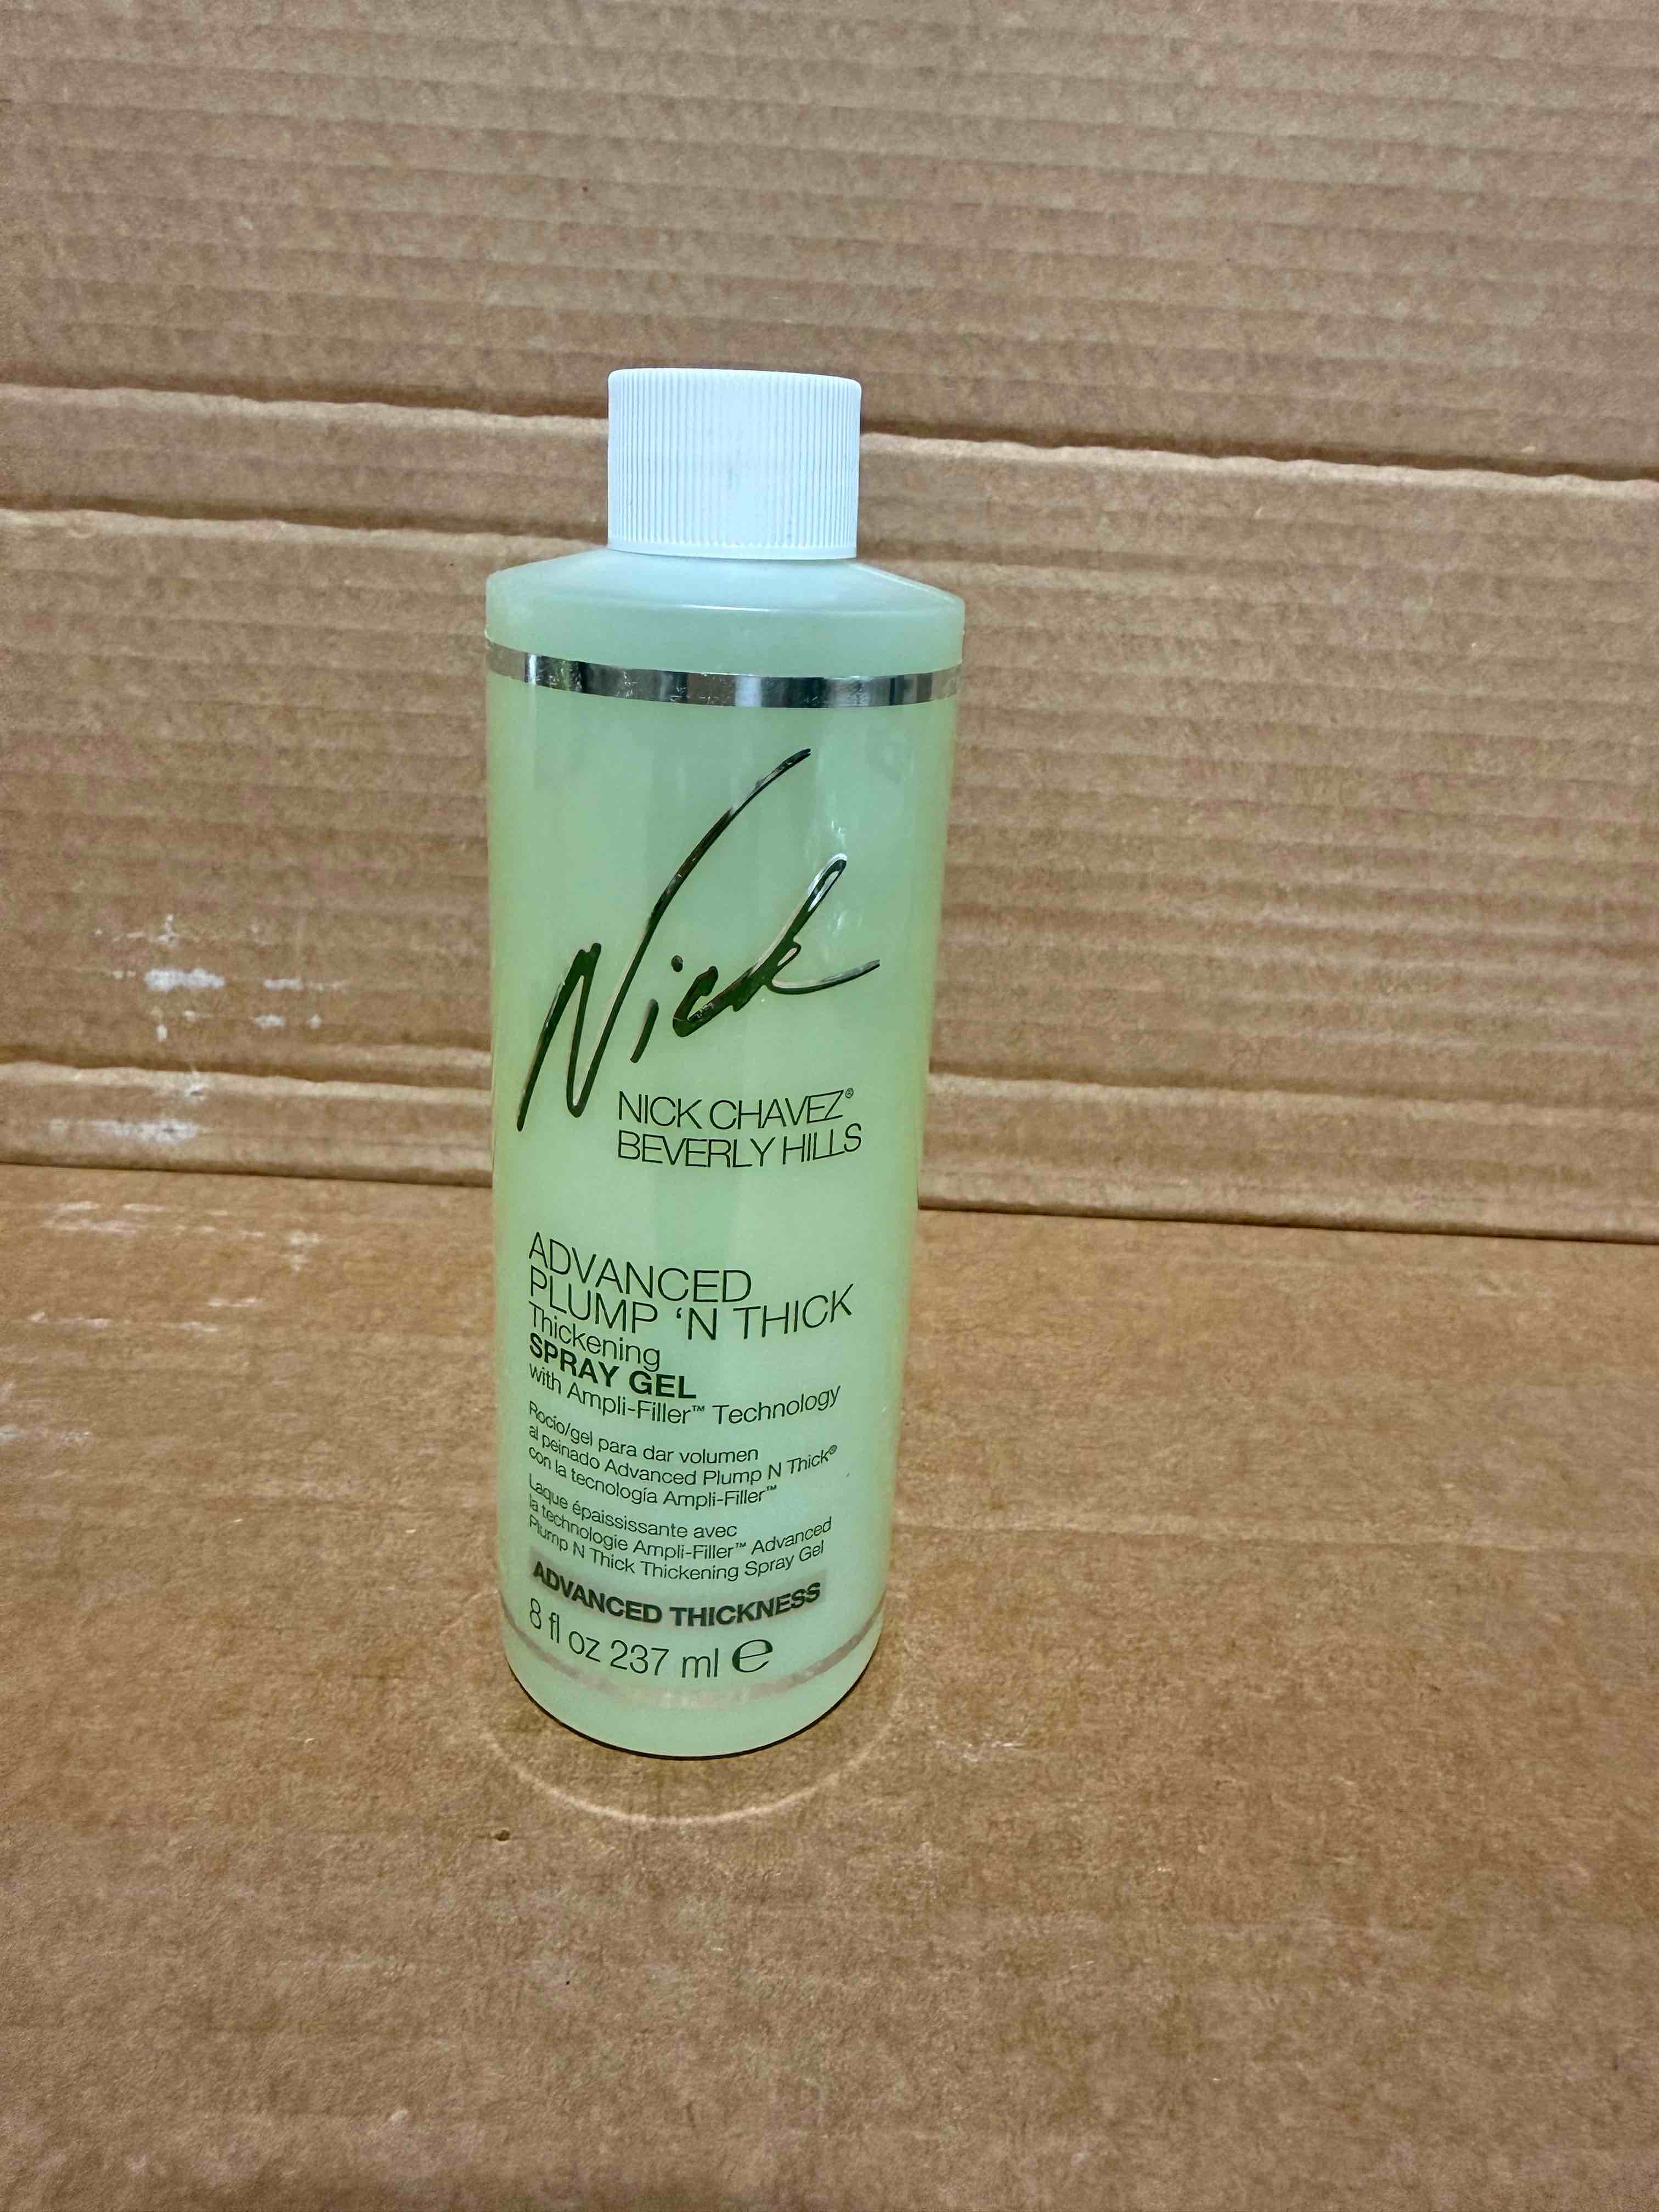 Nick
NICK CHAVEZ®
BEVERLY HILLS
ADVANCED
PLUMP ‘N THICK
Thickening
SPRAY GEL
with Ampli-Filler™ Technology
Rocio/gel para dar volumen
al peinado Advanced Plump N Thick®
con la tecnología Ampli-Filler™
Laque épaississante avec
la technologie Ampli-Filler™ Advanced
Plump N Thick Thickening Spray Gel
ADVANCED THICKNESS
8 fl oz 237 ml ℮